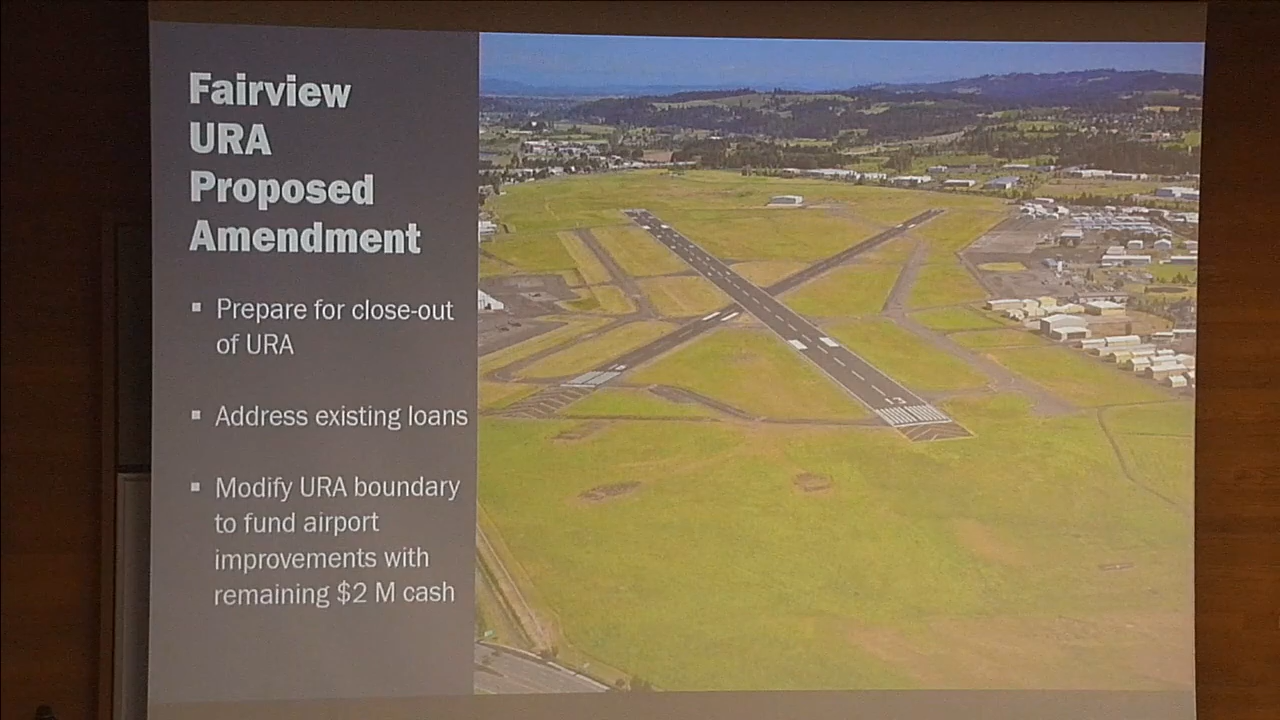 Fairview
URA
Proposed
Amendment
▪ Prepare for close-out
of URA
▪ Address existing loans
▪ Modify URA boundary
to fund airport
improvements with
remaining $2 M cash
13